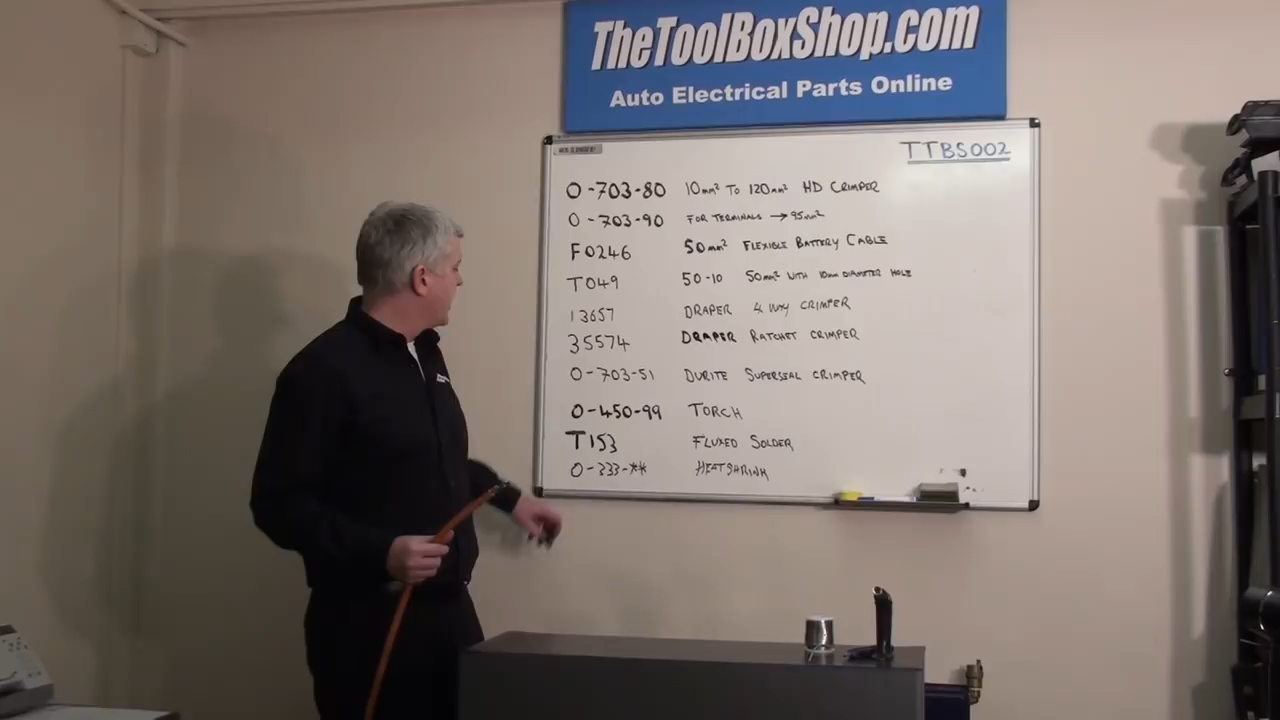 TheToolBoxShop.com
Auto Electrical Parts Online
TTBS002
0-703-80 10mm² To 120mm² HD CRIMPER
0-703-90 FOR TERMINALS → 95mm²
F0246 50mm² FLEXIBLE BATTERY CABLE
T049 50-10 50mm² WITH 10mm DIAMETER HOLE
13657 DRAPER 4 WAY CRIMPER
35574 DRAPER RATCHET CRIMPER
0-703-51 DURITE SUPERSEAL CRIMPER
0-450-99 TORCH
T153 FLUXED SOLDER
0-333-** HEATSHRINK